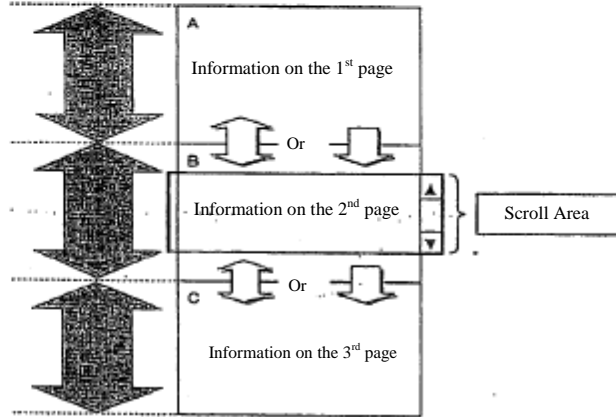 A
Information on the 1st page
Or
B
Information on the 2nd page
Scroll Area
Or
C
Information on the 3rd page